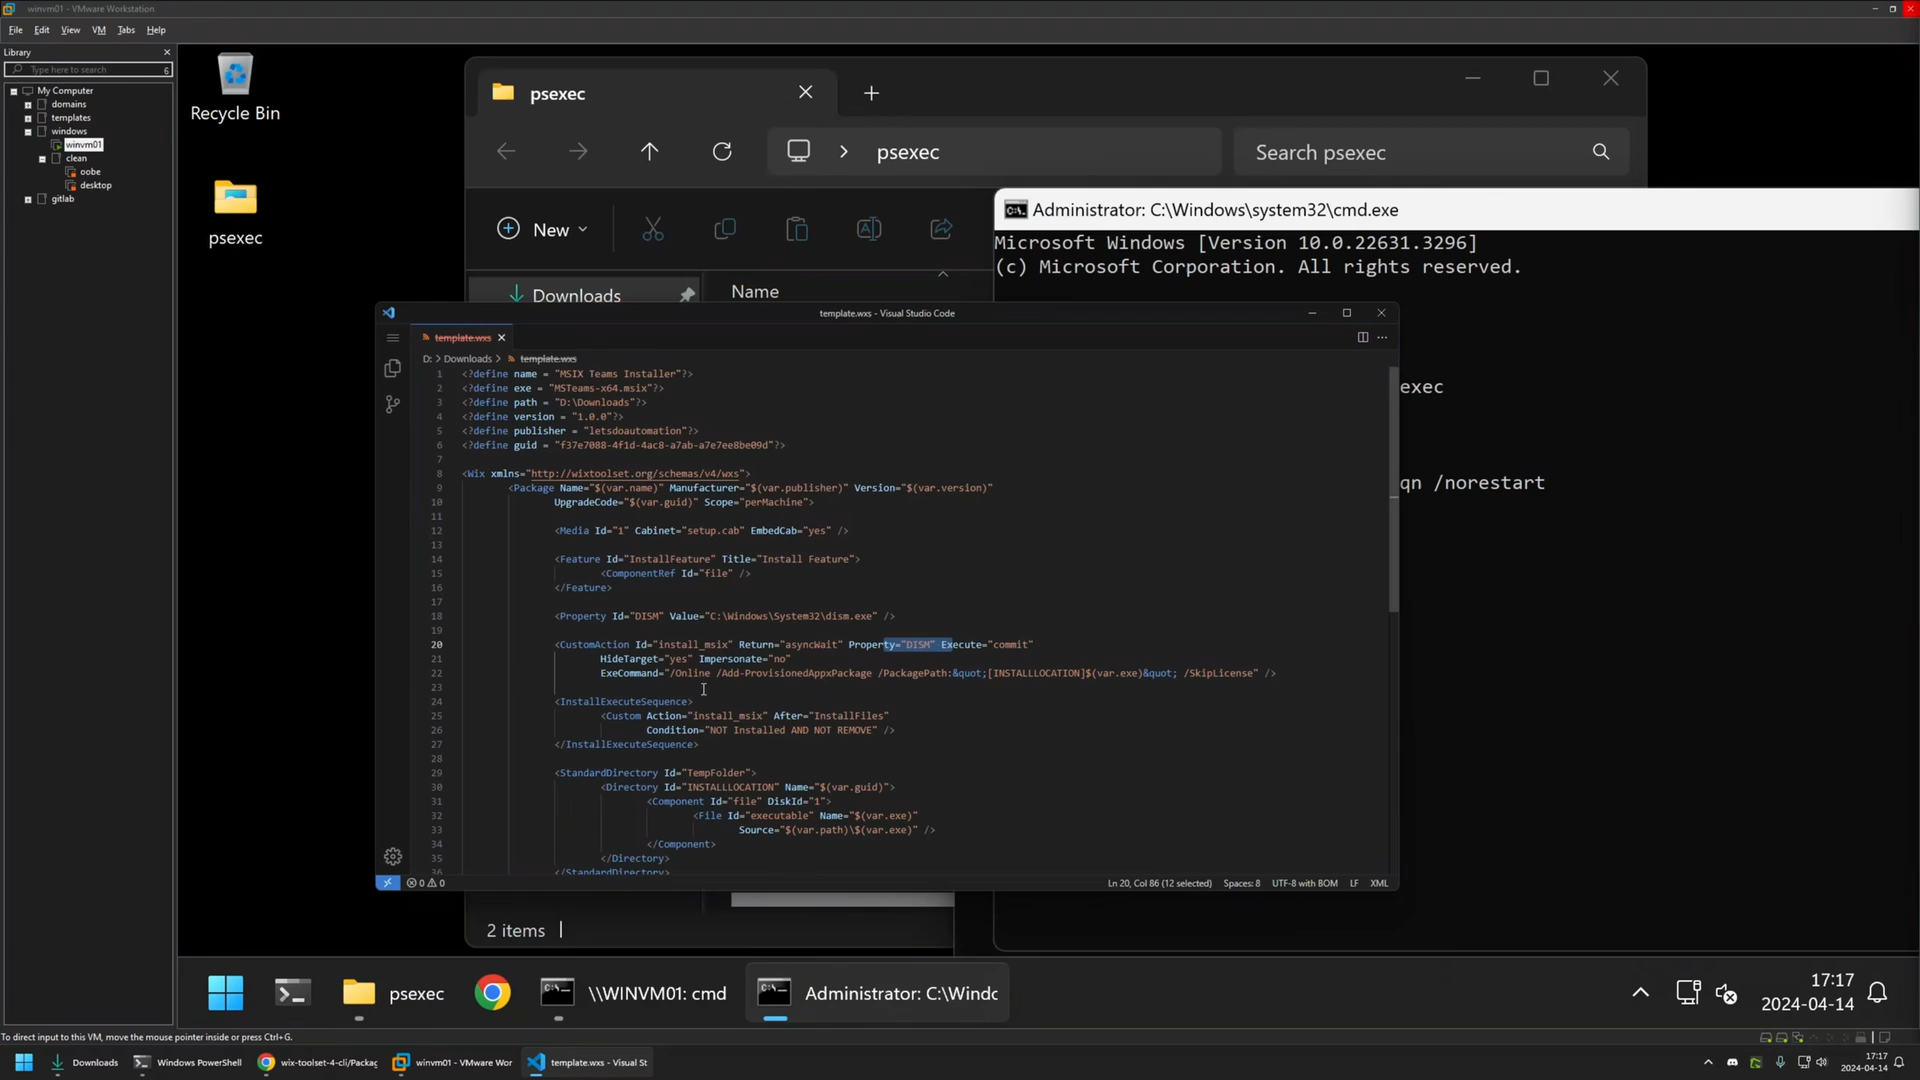 winvm01 - VMware Workstation
File Edit View VM Tabs Help
Library
Type here to search
My Computer
domains
templates
windows
winvm01
clean
oobe
desktop
gitlab
Recycle Bin
psexec
psexec
psexec
Search psexec
New
Downloads
Name
Administrator: C:\Windows\system32\cmd.exe
Microsoft Windows [Version 10.0.22631.3296]
(c) Microsoft Corporation. All rights reserved.
exec
qn /norestart
template.wxs - Visual Studio Code
template.wxs
D: > Downloads > template.wxs
1 <?define name = "MSIX Teams Installer"?>
2 <?define exe = "MSTeams-x64.msix"?>
3 <?define path = "D:\Downloads"?>
4 <?define version = "1.0.0"?>
5 <?define publisher = "letsdoautomation"?>
6 <?define guid = "f37e7088-4f1d-4ac8-a7ab-a7e7ee8be09d"?>
7
8 <Wix xmlns="http://wixtoolset.org/schemas/v4/wxs">
9 <Package Name="$(var.name)" Manufacturer="$(var.publisher)" Version="$(var.version)"
10 UpgradeCode="$(var.guid)" Scope="perMachine">
11
12 <Media Id="1" Cabinet="setup.cab" EmbedCab="yes" />
13
14 <Feature Id="InstallFeature" Title="Install Feature">
15 <ComponentRef Id="file" />
16 </Feature>
17
18 <Property Id="DISM" Value="C:\Windows\System32\dism.exe" />
19
20 <CustomAction Id="install_msix" Return="asyncWait" Property="DISM" Execute="commit"
21 HideTarget="yes" Impersonate="no"
22 ExeCommand="/Online /Add-ProvisionedAppxPackage /PackagePath:&quot;[INSTALLLOCATION]$(var.exe)&quot; /SkipLicense" />
23
24 <InstallExecuteSequence>
25 <Custom Action="install_msix" After="InstallFiles"
26 Condition="NOT Installed AND NOT REMOVE" />
27 </InstallExecuteSequence>
28
29 <StandardDirectory Id="TempFolder">
30 <Directory Id="INSTALLLOCATION" Name="$(var.guid)">
31 <Component Id="file" DiskId="1">
32 <File Id="executable" Name="$(var.exe)"
33 Source="$(var.path)\$(var.exe)" />
34 </Component>
35 </Directory>
36 </StandardDirectory>
0 0
Ln 20, Col 86 (12 selected) Spaces: 8 UTF-8 with BOM LF XML
2 items
psexec
\\WINVM01: cmd
Administrator: C:\Windc
17:17
2024-04-14
To direct input to this VM, move the mouse pointer inside or press Ctrl+G.
Downloads
Windows PowerShell
wix-toolset-4-cli/Packag
winvm01 - VMware Wor
template.wxs - Visual St
17:17
2024-04-14